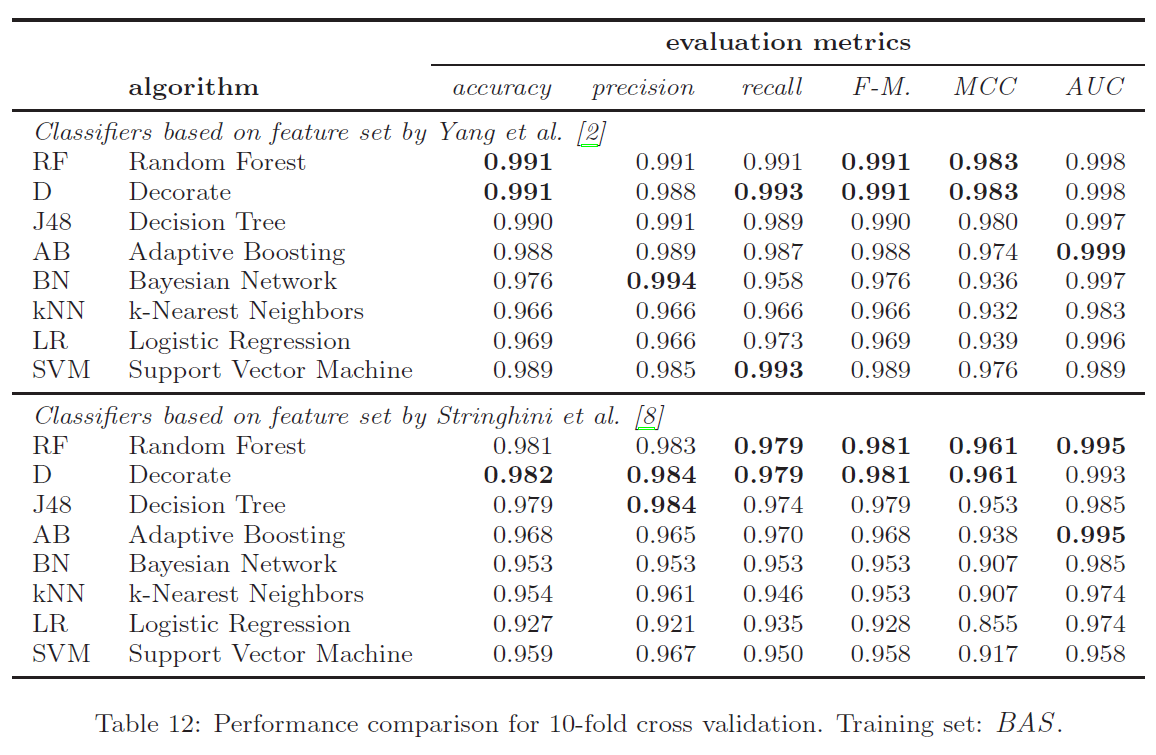 evaluation metrics
algorithm accuracy precision recall F-M. MCC AUC
Classifiers based on feature set by Yang et al. [2]
RF Random Forest 0.991 0.991 0.991 0.991 0.983 0.998
D Decorate 0.991 0.988 0.993 0.991 0.983 0.998
J48 Decision Tree 0.990 0.991 0.989 0.990 0.980 0.997
AB Adaptive Boosting 0.988 0.989 0.987 0.988 0.974 0.999
BN Bayesian Network 0.976 0.994 0.958 0.976 0.936 0.997
kNN k-Nearest Neighbors 0.966 0.966 0.966 0.966 0.932 0.983
LR Logistic Regression 0.969 0.966 0.973 0.969 0.939 0.996
SVM Support Vector Machine 0.989 0.985 0.993 0.989 0.976 0.989
Classifiers based on feature set by Stringhini et al. [8]
RF Random Forest 0.981 0.983 0.979 0.981 0.961 0.995
D Decorate 0.982 0.984 0.979 0.981 0.961 0.993
J48 Decision Tree 0.979 0.984 0.974 0.979 0.953 0.985
AB Adaptive Boosting 0.968 0.965 0.970 0.968 0.938 0.995
BN Bayesian Network 0.953 0.953 0.953 0.953 0.907 0.985
kNN k-Nearest Neighbors 0.954 0.961 0.946 0.953 0.907 0.974
LR Logistic Regression 0.927 0.921 0.935 0.928 0.855 0.974
SVM Support Vector Machine 0.959 0.967 0.950 0.958 0.917 0.958
Table 12: Performance comparison for 10-fold cross validation. Training set: BAS.